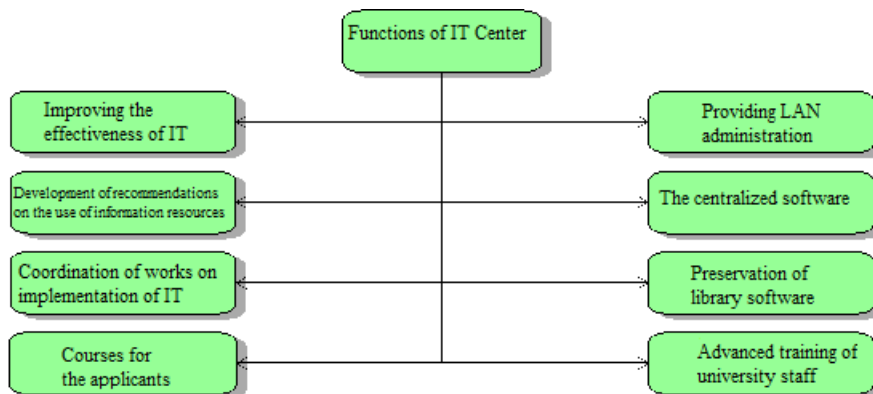 Functions of IT Center
Improving the
effectiveness of IT
Providing LAN
administration
Development of recommendations
on the use of information resources
The centralized software
Coordination of works on
implementation of IT
Preservation of
library software
Courses for
the applicants
Advanced training of
university staff